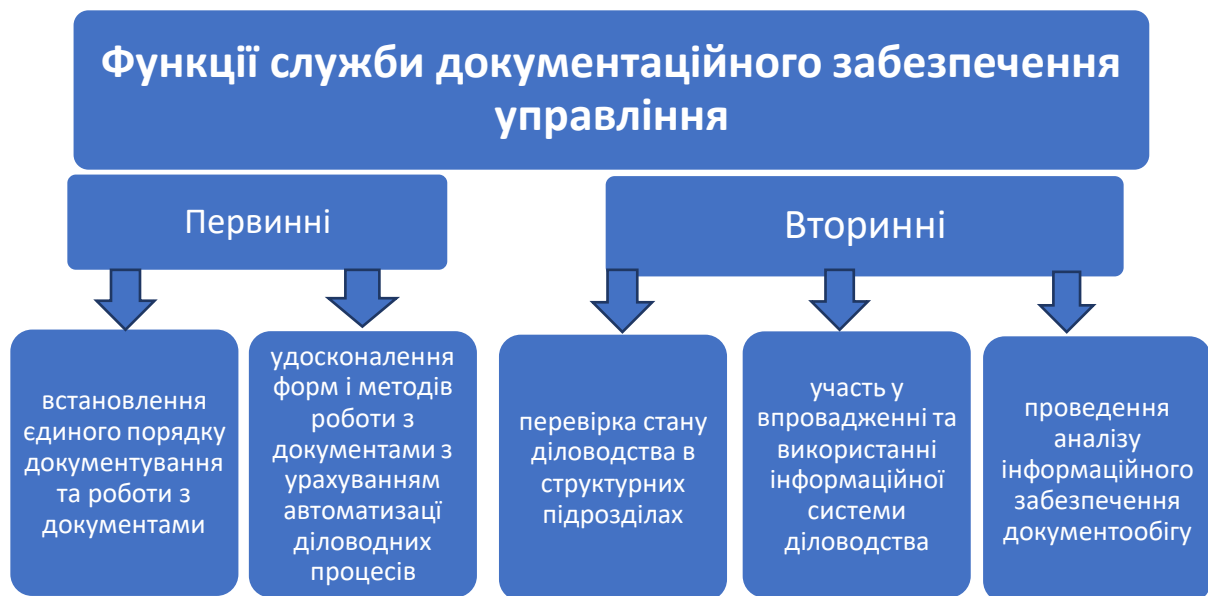 Функції служби документаційного забезпечення
управління
Первинні
Вторинні
встановлення
єдиного порядку
документування
та роботи з
документами
удосконалення
форм і методів
роботи з
документами з
урахуванням
автоматизаці
діловодних
процесів
перевірка стану
діловодства в
структурних
підрозділах
участь у
впровадженні та
використанні
інформаційної
системи
діловодства
проведення
аналізу
інформаційного
забезпечення
документообігу